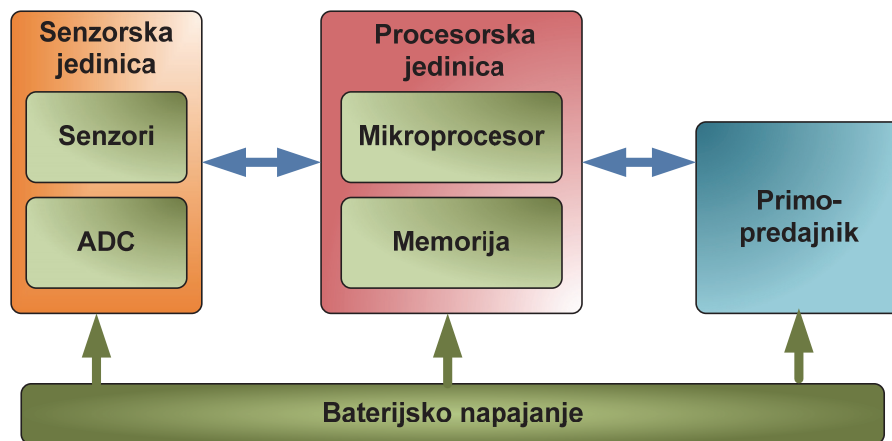 Senzorska
jedinica
Senzori
ADC
Procesorska
jedinica
Mikroprocesor
Memorija
Primo-
predajnik
Baterijsko napajanje